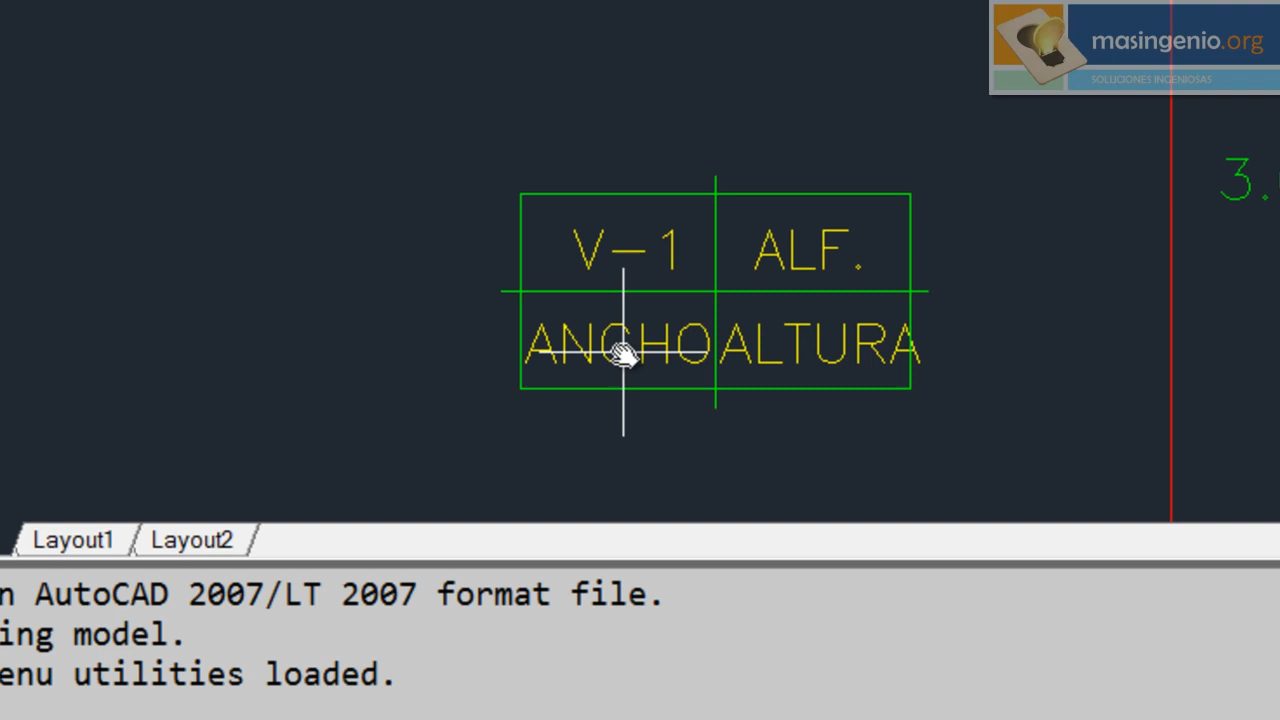 masingenio.org
SOLUCIONES INGENIOSAS
3.
V-1 ALF.
ANCHO ALTURA
Layout1 Layout2
n AutoCAD 2007/LT 2007 format file.
ing model.
enu utilities loaded.